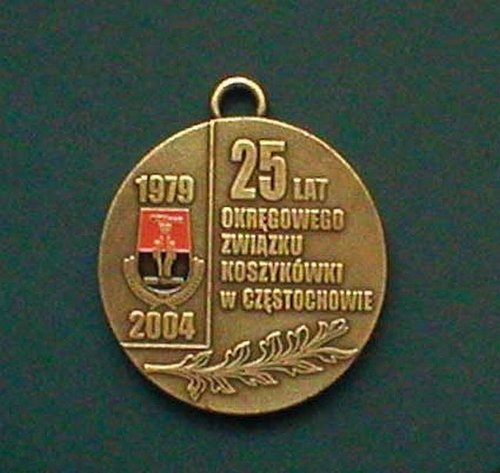 1979
2004
25 LAT
OKRĘGOWEGO
ZWIĄZKU
KOSZYKÓWKI
W CZĘSTOCHOWIE